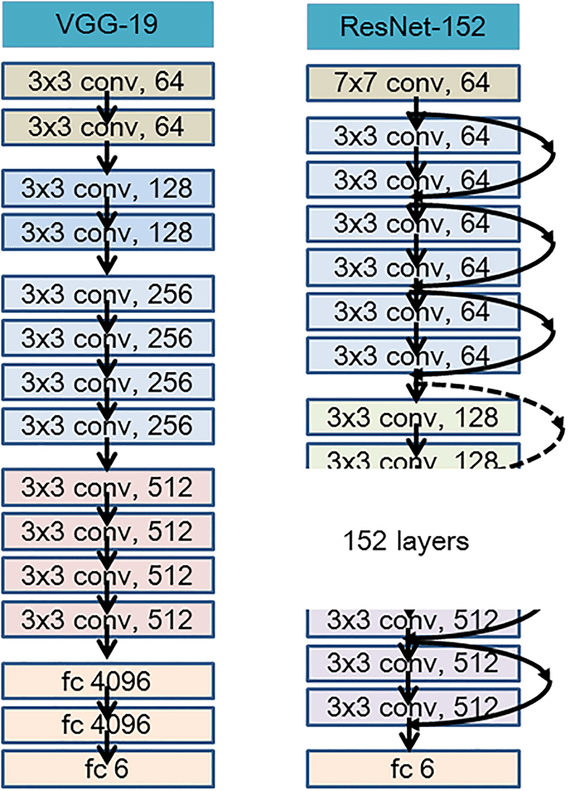 VGG-19
3x3 conv, 64
3x3 conv, 64
3x3 conv, 128
3x3 conv, 128
3x3 conv, 256
3x3 conv, 256
3x3 conv, 256
3x3 conv, 256
3x3 conv, 512
3x3 conv, 512
3x3 conv, 512
3x3 conv, 512
fc 4096
fc 4096
fc 6
ResNet-152
7x7 conv, 64
3x3 conv, 64
3x3 conv, 64
3x3 conv, 64
3x3 conv, 64
3x3 conv, 64
3x3 conv, 64
3x3 conv, 128
3x3 conv, 128
152 layers
3x3 conv, 512
3x3 conv, 512
3x3 conv, 512
fc 6